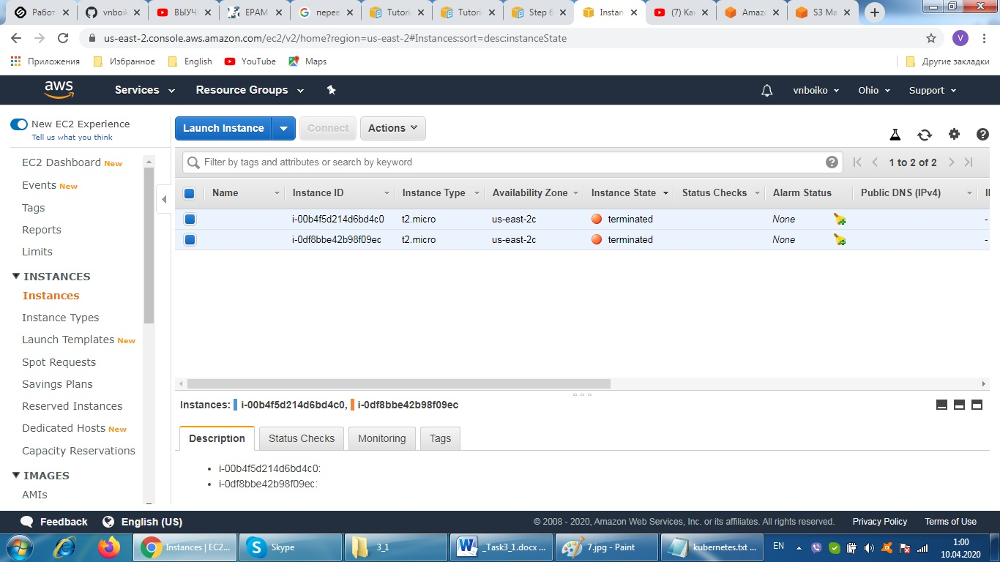 Работ
vnboik
ВЫУЧ
EPAM
перев
Tutoria
Tutoria
Step 6
Instan
(7) Ка
Amaz
S3 Ma
us-east-2.console.aws.amazon.com/ec2/v2/home?region=us-east-2#Instances:sort=desc:instanceState
V
Приложения
Избранное
English
YouTube
Maps
Другие закладки
aws
Services
Resource Groups
vnboiko
Ohio
Support
New EC2 Experience
Tell us what you think
EC2 Dashboard New
Events New
Tags
Reports
Limits
INSTANCES
Instances
Instance Types
Launch Templates New
Spot Requests
Savings Plans
Reserved Instances
Dedicated Hosts New
Capacity Reservations
IMAGES
AMIs
Launch Instance
Connect
Actions
Filter by tags and attributes or search by keyword
1 to 2 of 2
Name Instance ID Instance Type Availability Zone Instance State Status Checks Alarm Status Public DNS (IPv4)
i-00b4f5d214d6bd4c0 t2.micro us-east-2c terminated None -
i-0df8bbe42b98f09ec t2.micro us-east-2c terminated None -
Instances: i-00b4f5d214d6bd4c0, i-0df8bbe42b98f09ec
Description
Status Checks
Monitoring
Tags
• i-00b4f5d214d6bd4c0:
• i-0df8bbe42b98f09ec:
Feedback
English (US)
© 2008 - 2020, Amazon Web Services, Inc. or its affiliates. All rights reserved.
Privacy Policy
Terms of Use
Instances | EC2...
Skype
3_1
_Task3_1.docx ...
7.jpg - Paint
kubernetes.txt ...
EN
1:00
10.04.2020